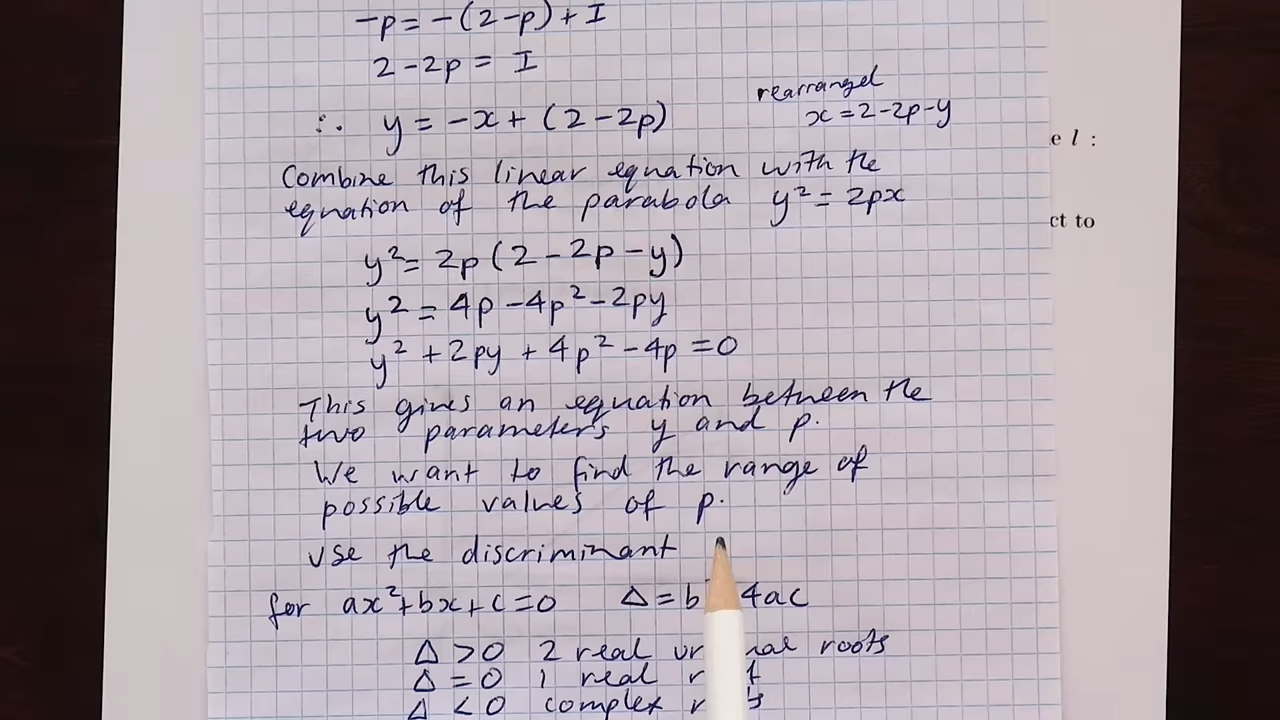 -p = -(2-p) + I
2-2p = I
rearranged
∴ y = -x + (2-2p)
x = 2-2p-y
e l :
Combine this linear equation with the
equation of the parabola y² = 2px
ct to
y² = 2p(2-2p-y)
y² = 4p-4p²-2py
y² + 2py + 4p² - 4p = 0
This gives an equation between the
two parameters y and p.
We want to find the range of
possible values of p.
Use the discriminant
for ax²+bx+c=0 Δ = b 4ac
Δ > 0 2 real roots
Δ = 0 1 real
Δ < 0 complex